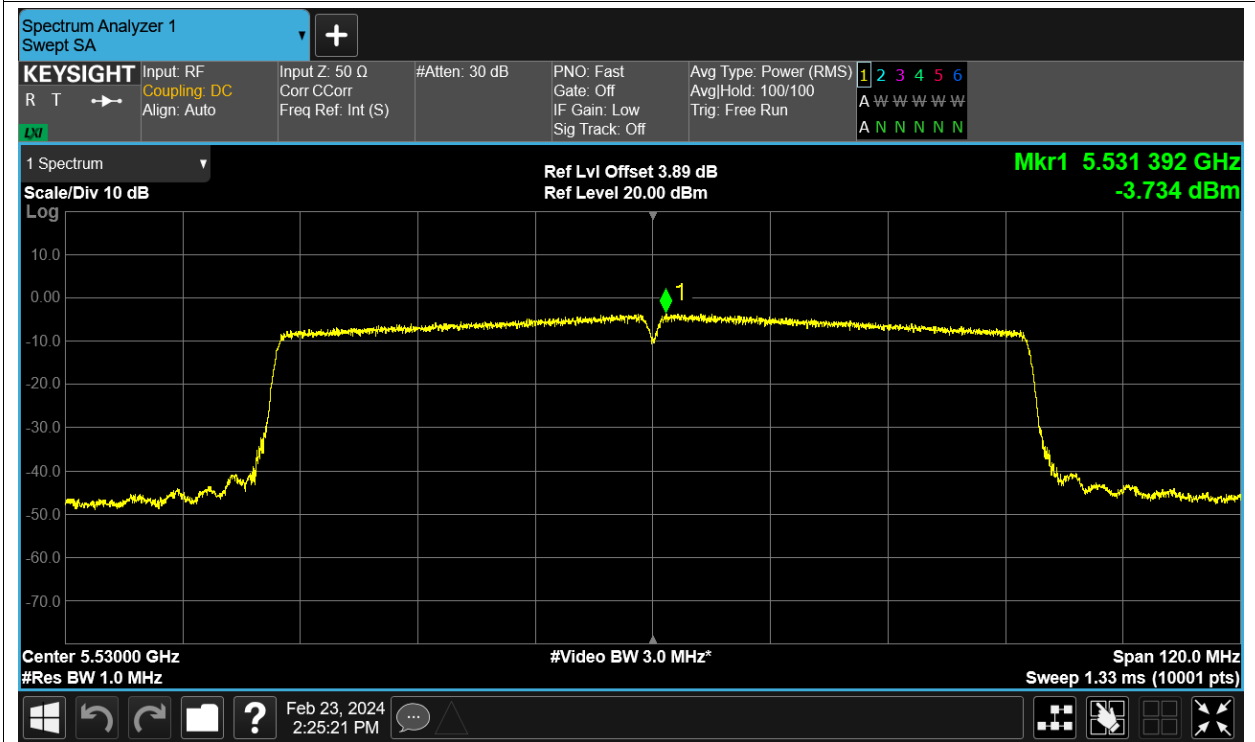 Spectrum Analyzer 1
Swept SA
+
KEYSIGHT
R T
LXI
Input: RF
Coupling: DC
Align: Auto
Input Z: 50 Ω
Corr CCorr
Freq Ref: Int (S)
#Atten: 30 dB
PNO: Fast
Gate: Off
IF Gain: Low
Sig Track: Off
Avg Type: Power (RMS)
Avg|Hold: 100/100
Trig: Free Run
1 2 3 4 5 6
A W W W W W
A N N N N N
1 Spectrum
Scale/Div 10 dB
Log
Ref Lvl Offset 3.89 dB
Ref Level 20.00 dBm
Mkr1 5.531 392 GHz
-3.734 dBm
10.0
0.00
-10.0
-20.0
-30.0
-40.0
-50.0
-60.0
-70.0
1
Center 5.53000 GHz
#Res BW 1.0 MHz
#Video BW 3.0 MHz*
Span 120.0 MHz
Sweep 1.33 ms (10001 pts)
?
Feb 23, 2024
2:25:21 PM